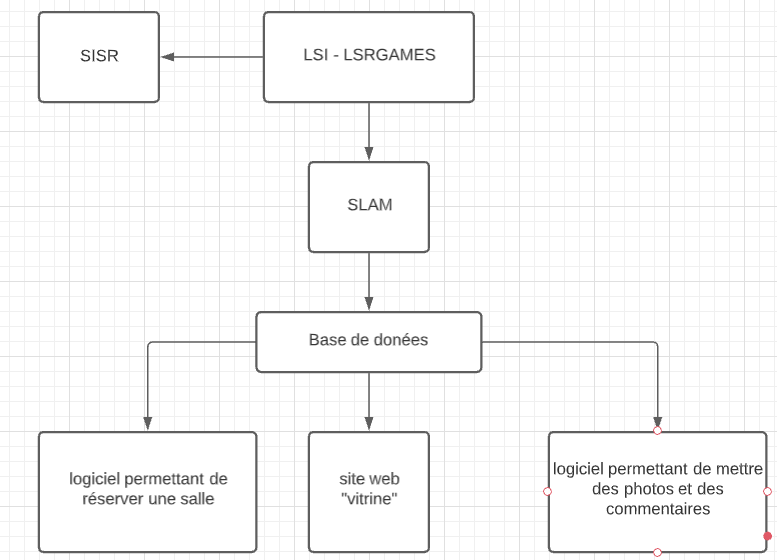 SISR
LSI - LSRGAMES
SLAM
Base de donées
logiciel permettant de
réserver une salle
site web
"vitrine"
logiciel permettant de mettre
des photos et des
commentaires